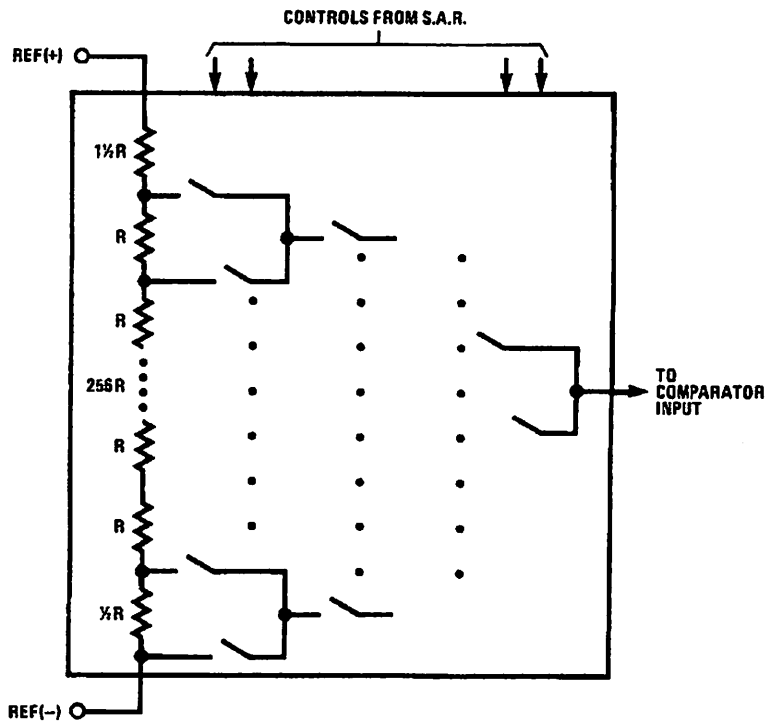 CONTROLS FROM S.A.R.
REF(+)
1½R
R
R
256R
R
R
½R
REF(−)
TO
COMPARATOR
INPUT